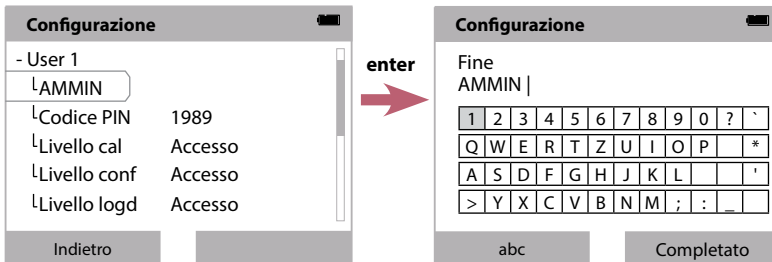 Configurazione
- User 1
└AMMIN
└Codice PIN 1989
└Livello cal Accesso
└Livello conf Accesso
└Livello logd Accesso
Indietro
enter
Configurazione
Fine
AMMIN |
1 2 3 4 5 6 7 8 9 0 ? `
Q W E R T Z U I O P *
A S D F G H J K L '
> Y X C V B N M ; : _
abc Completato